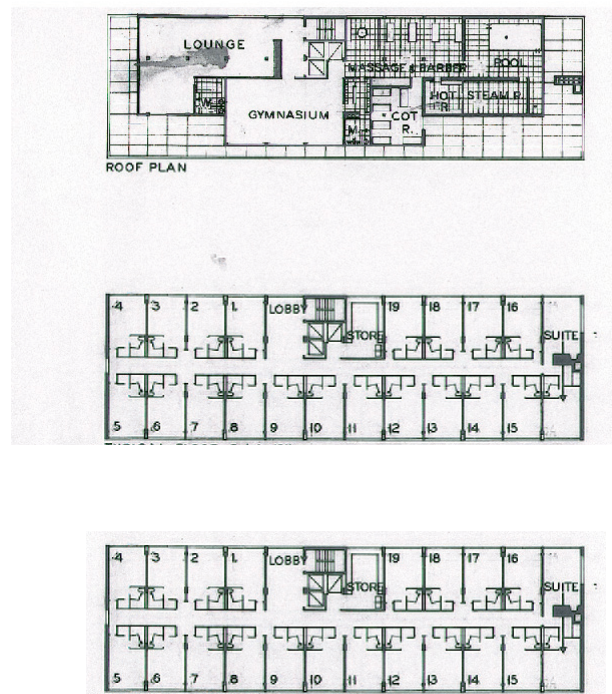 LOUNGE
MASSAGE & BARBER
POOL
W.
HOT R.
STEAM R.
GYMNASIUM
COT R.
M.
ROOF PLAN
4 3 2 1. LOBBY 19 18 17 16
STORE SUITE
5 6 7 8 9 10 11 12 13 14 15
4 3 2 1. LOBBY 19 18 17 16
STORE SUITE
5 6 7 8 9 10 11 12 13 14 15